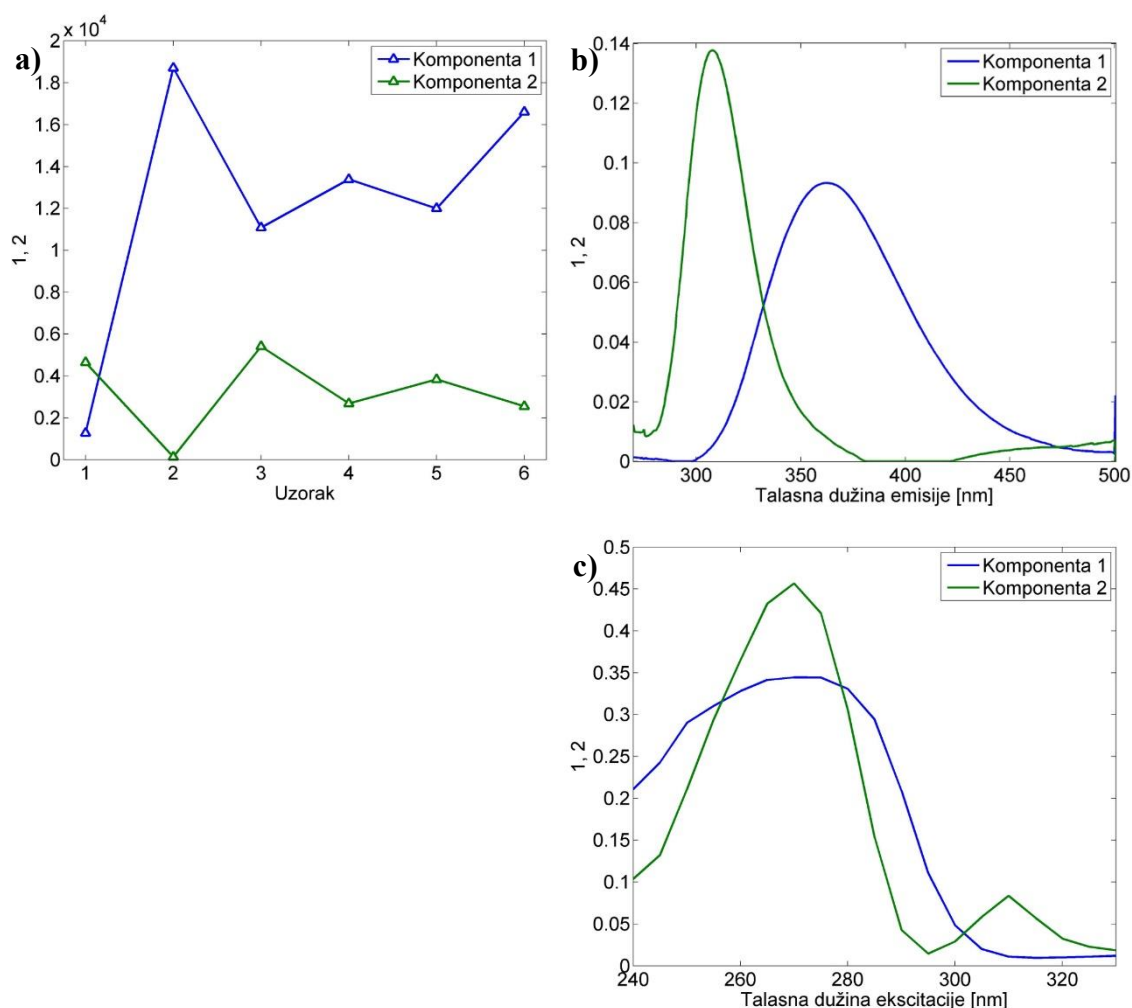 a)
2 x 10⁴
1.8
1.6
1.4
1.2
1
0.8
0.6
0.4
0.2
0
1, 2
Komponenta 1
Komponenta 2
1 2 3 4 5 6
Uzorak
b)
0.14
0.12
0.1
0.08
0.06
0.04
0.02
0
1, 2
Komponenta 1
Komponenta 2
300 350 400 450 500
Talasna dužina emisije [nm]
c)
0.5
0.45
0.4
0.35
0.3
0.25
0.2
0.15
0.1
0.05
0
1, 2
Komponenta 1
Komponenta 2
240 260 280 300 320
Talasna dužina ekscitacije [nm]